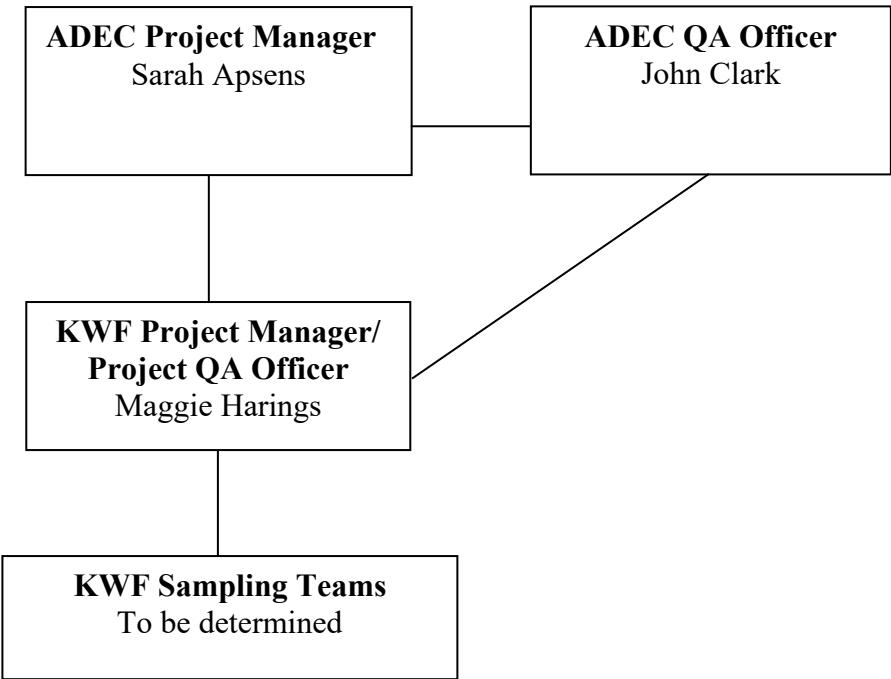 ADEC Project Manager
Sarah Apsens
ADEC QA Officer
John Clark
KWF Project Manager/
Project QA Officer
Maggie Harings
KWF Sampling Teams
To be determined